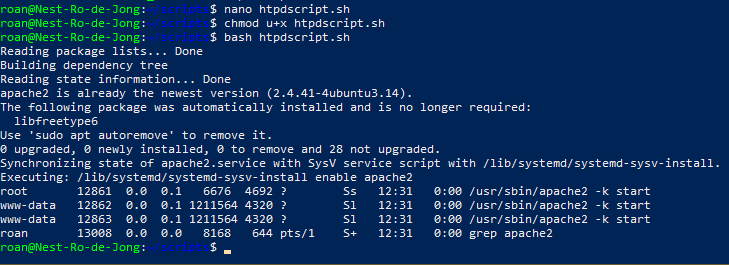 roan@Nest-Ro-de-Jong:~/scripts$ nano htpdscript.sh
roan@Nest-Ro-de-Jong:~/scripts$ chmod u+x htpdscript.sh
roan@Nest-Ro-de-Jong:~/scripts$ bash htpdscript.sh
Reading package lists... Done
Building dependency tree
Reading state information... Done
apache2 is already the newest version (2.4.41-4ubuntu3.14).
The following package was automatically installed and is no longer required:
  libfreetype6
Use 'sudo apt autoremove' to remove it.
0 upgraded, 0 newly installed, 0 to remove and 28 not upgraded.
Synchronizing state of apache2.service with SysV service script with /lib/systemd/systemd-sysv-install.
Executing: /lib/systemd/systemd-sysv-install enable apache2
root       12861  0.0  0.1   6676  4692 ?        Ss   12:31   0:00 /usr/sbin/apache2 -k start
www-data   12862  0.0  0.1 1211564 4320 ?        Sl   12:31   0:00 /usr/sbin/apache2 -k start
www-data   12863  0.0  0.1 1211564 4320 ?        Sl   12:31   0:00 /usr/sbin/apache2 -k start
roan       13008  0.0  0.0   8168   644 pts/1    S+   12:31   0:00 grep apache2
roan@Nest-Ro-de-Jong:~/scripts$